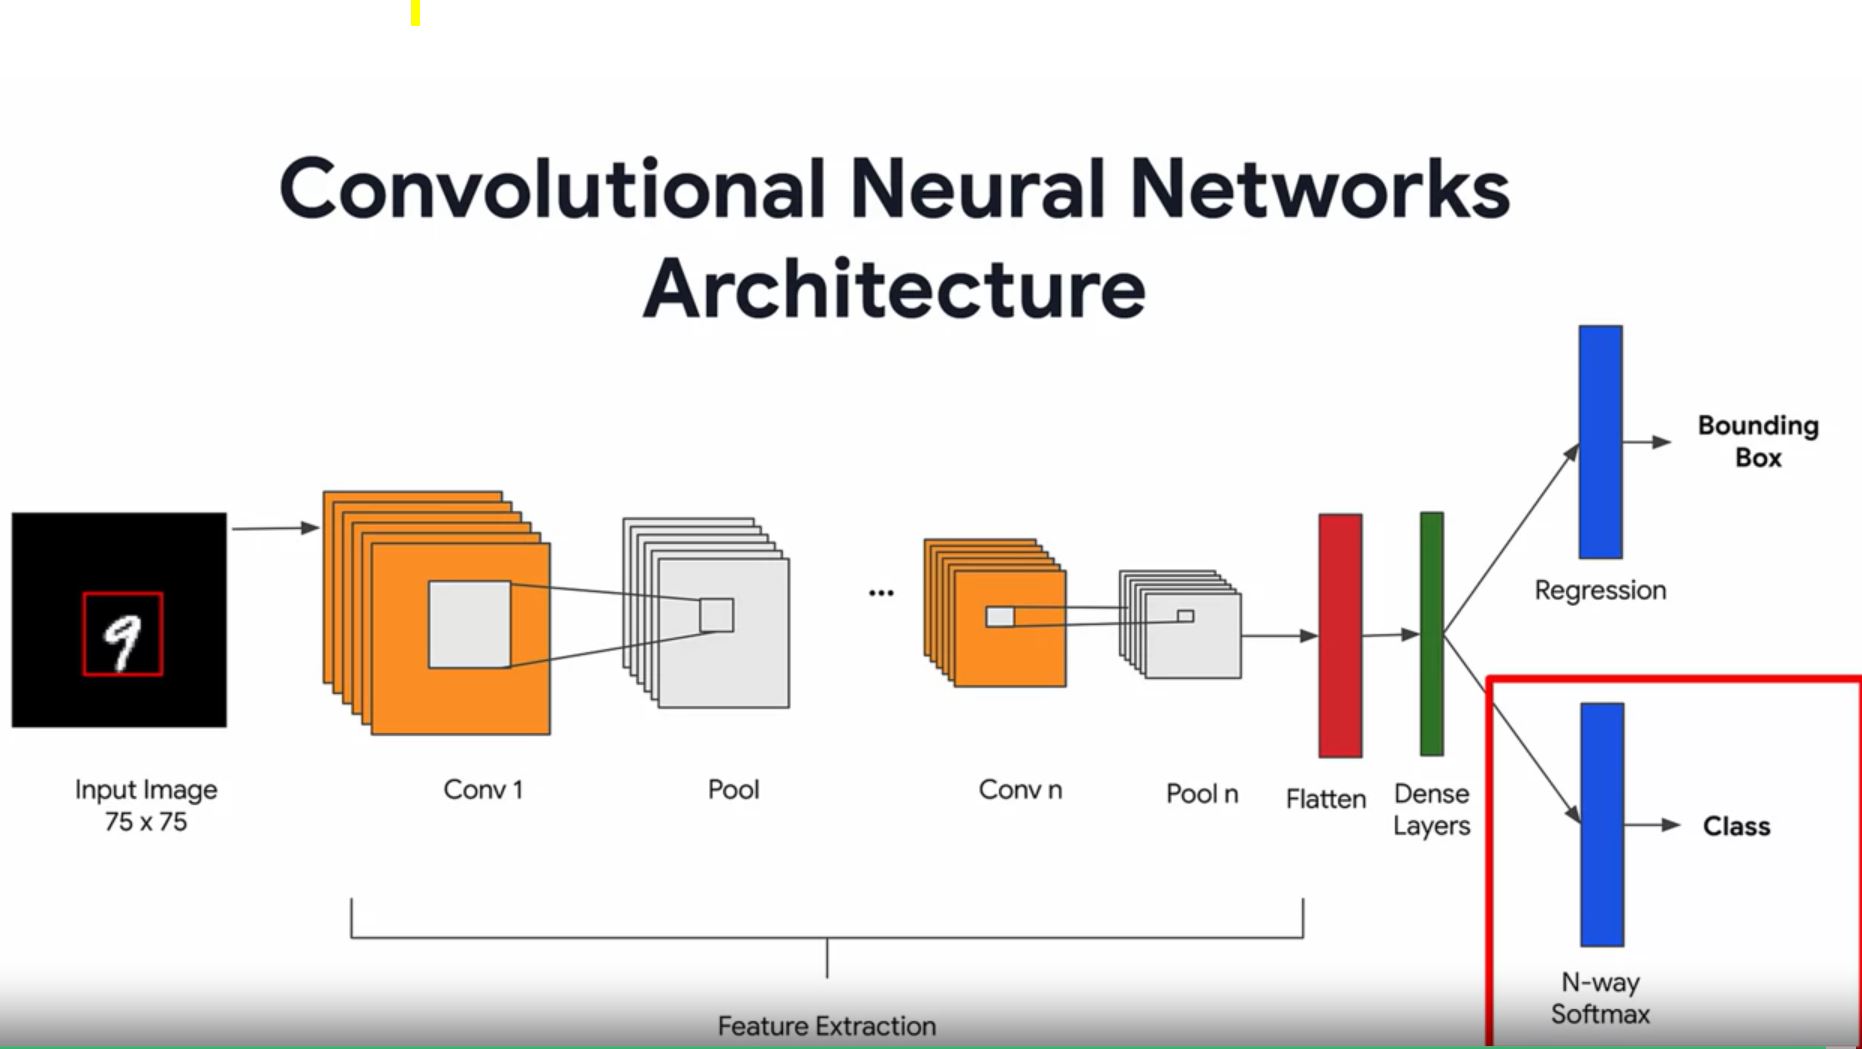 Convolutional Neural Networks
Architecture
Bounding
Box
Regression
9
Input Image
75 x 75
Conv 1
Pool
...
Conv n
Pool n
Flatten
Dense
Layers
Class
N-way
Softmax
Feature Extraction